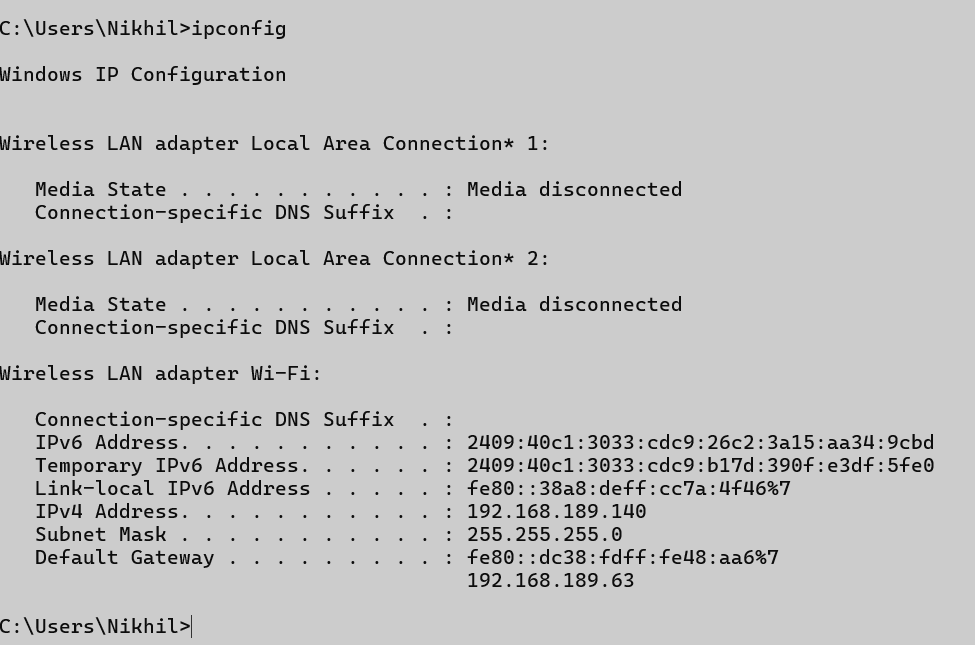 C:\Users\Nikhil>ipconfig
Windows IP Configuration
Wireless LAN adapter Local Area Connection* 1:
Media State . . . . . . . . . . . : Media disconnected
Connection-specific DNS Suffix  . :
Wireless LAN adapter Local Area Connection* 2:
Media State . . . . . . . . . . . : Media disconnected
Connection-specific DNS Suffix  . :
Wireless LAN adapter Wi-Fi:
Connection-specific DNS Suffix  . :
IPv6 Address. . . . . . . . . . . : 2409:40c1:3033:cdc9:26c2:3a15:aa34:9cbd
Temporary IPv6 Address. . . . . . : 2409:40c1:3033:cdc9:b17d:390f:e3df:5fe0
Link-local IPv6 Address . . . . . : fe80::38a8:deff:cc7a:4f46%7
IPv4 Address. . . . . . . . . . . : 192.168.189.140
Subnet Mask . . . . . . . . . . . : 255.255.255.0
Default Gateway . . . . . . . . . : fe80::dc38:fdff:fe48:aa6%7
192.168.189.63
C:\Users\Nikhil>